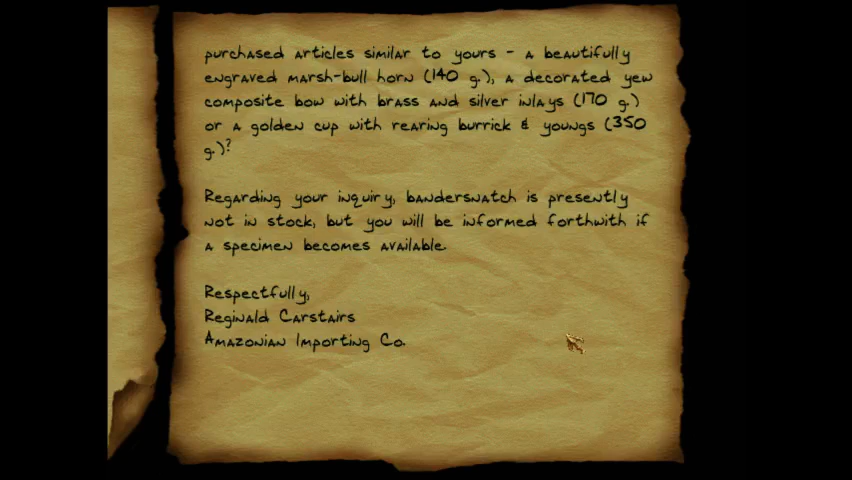 purchased articles similar to yours - a beautifully
engraved marsh-bull horn (140 g.), a decorated yew
composite bow with brass and silver inlays (170 g.)
or a golden cup with rearing burrick & youngs (350
g.)?
Regarding your inquiry, bandersnatch is presently
not in stock, but you will be informed forthwith if
a specimen becomes available.
Respectfully,
Reginald Carstairs
Amazonian Importing Co.